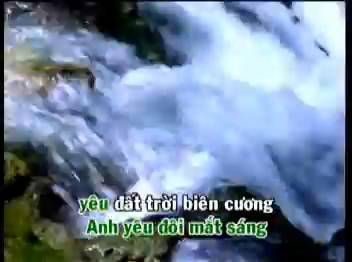 yêu đất trời biên cương
Anh yêu đôi mắt sáng